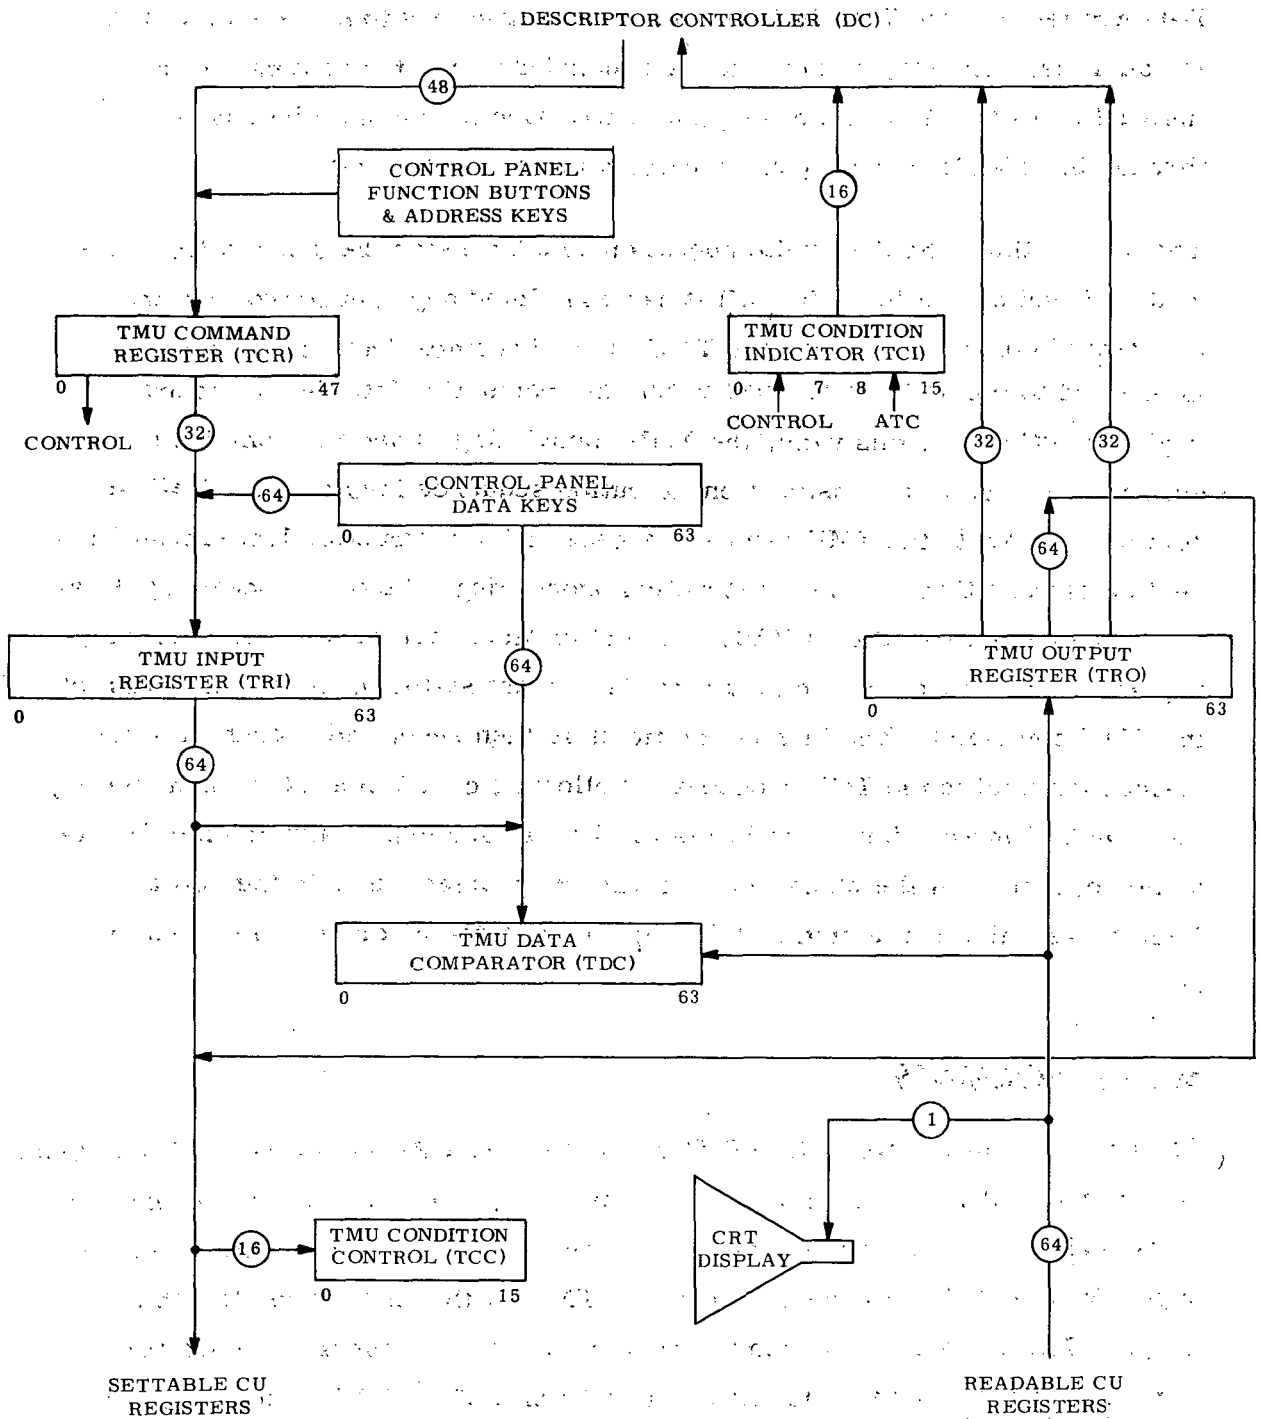 DESCRIPTOR CONTROLLER (DC)
48
CONTROL PANEL
FUNCTION BUTTONS
& ADDRESS KEYS
16
TMU COMMAND
REGISTER (TCR)
0 47
TMU CONDITION
INDICATOR (TCI)
0 7 8 15
CONTROL
32
CONTROL ATC
32
32
64
CONTROL PANEL
DATA KEYS
0 63
64
TMU INPUT
REGISTER (TRI)
0 63
64
TMU OUTPUT
REGISTER (TRO)
0 63
64
TMU DATA
COMPARATOR (TDC)
0 63
1
CRT
DISPLAY
16
TMU CONDITION
CONTROL (TCC)
0 15
64
SETTABLE CU
REGISTERS
READABLE CU
REGISTERS